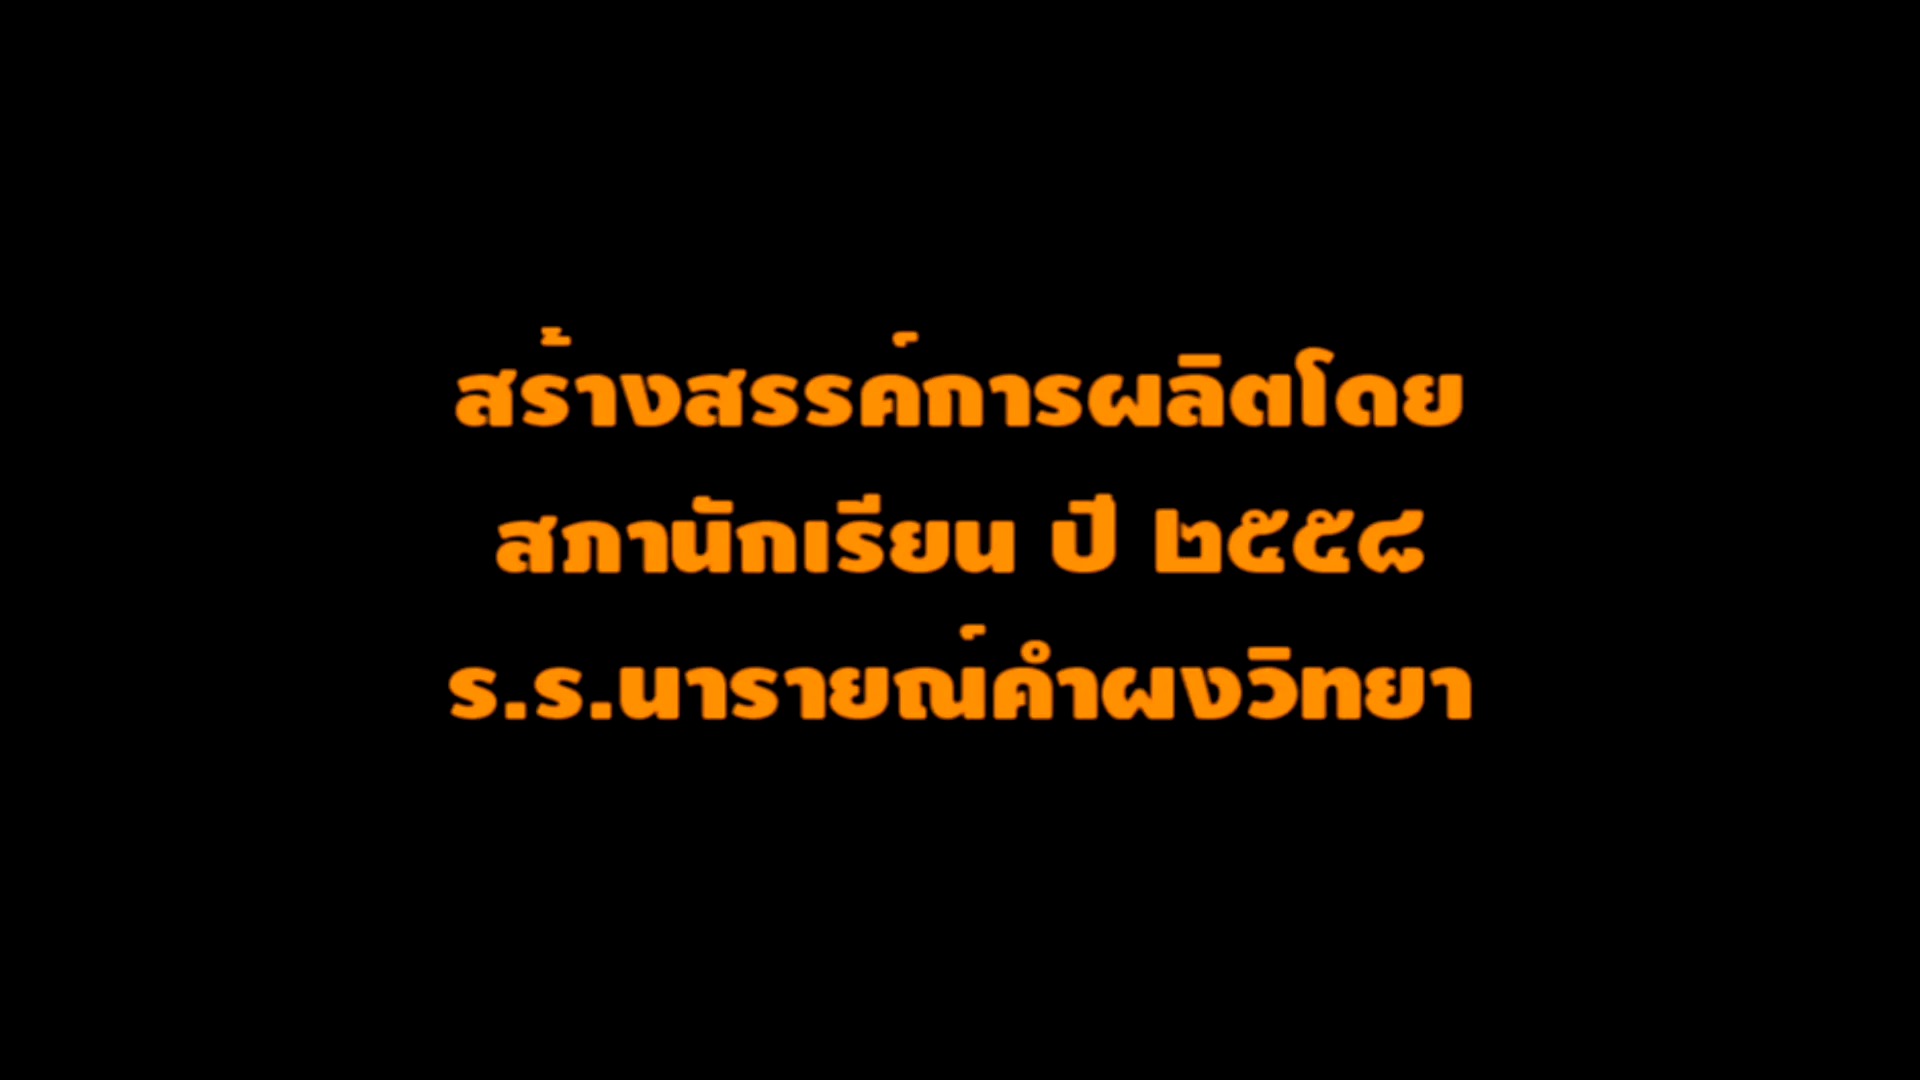 สร้างสรรค์การผลิตโดย
สภานักเรียน ปี ๒๕๕๘
ร.ร.นารายณ์คำผงวิทยา